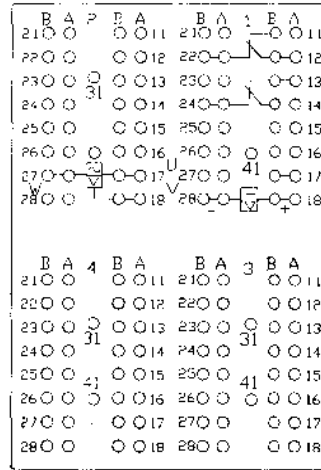 B A 2 B A B A 1 B A
21 11 21 11
22 12 22 12
23 13 23 13
31
24 14 24 14
25 15 25 15
26 16 U 26 16
41
27 17 27 17
W V
28 18 28 18
- +
B A 4 B A B A 3 B A
21 11 21 11
22 12 22 12
23 13 23 13
31 31
24 14 24 14
25 15 25 15
41 41
26 16 26 16
27 17 27 17
28 18 28 18